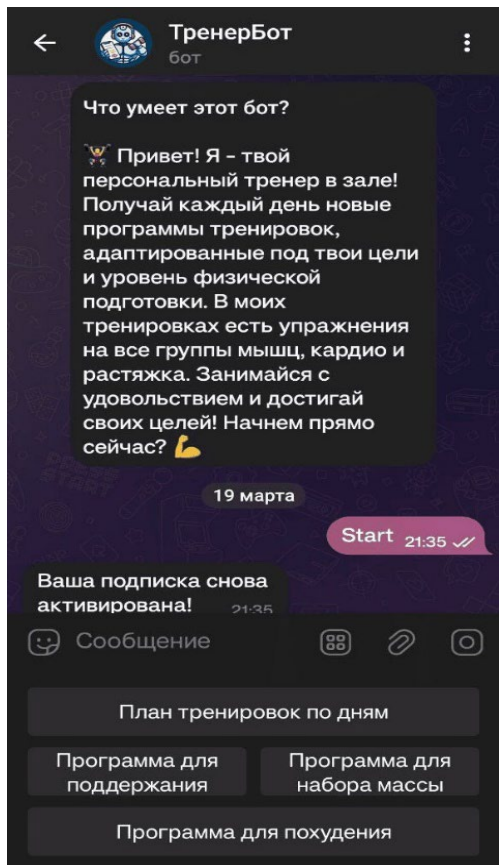 ТренерБот
бот
Что умеет этот бот?
Привет! Я – твой
персональный тренер в зале!
Получай каждый день новые
программы тренировок,
адаптированные под твои цели
и уровень физической
подготовки. В моих
тренировках есть упражнения
на все группы мышц, кардио и
растяжка. Занимайся с
удовольствием и достигай
своих целей! Начнем прямо
сейчас?
19 марта
Start 21:35
Ваша подписка снова
активирована! 21:35
Сообщение
План тренировок по дням
Программа для
поддержания
Программа для
набора массы
Программа для похудения